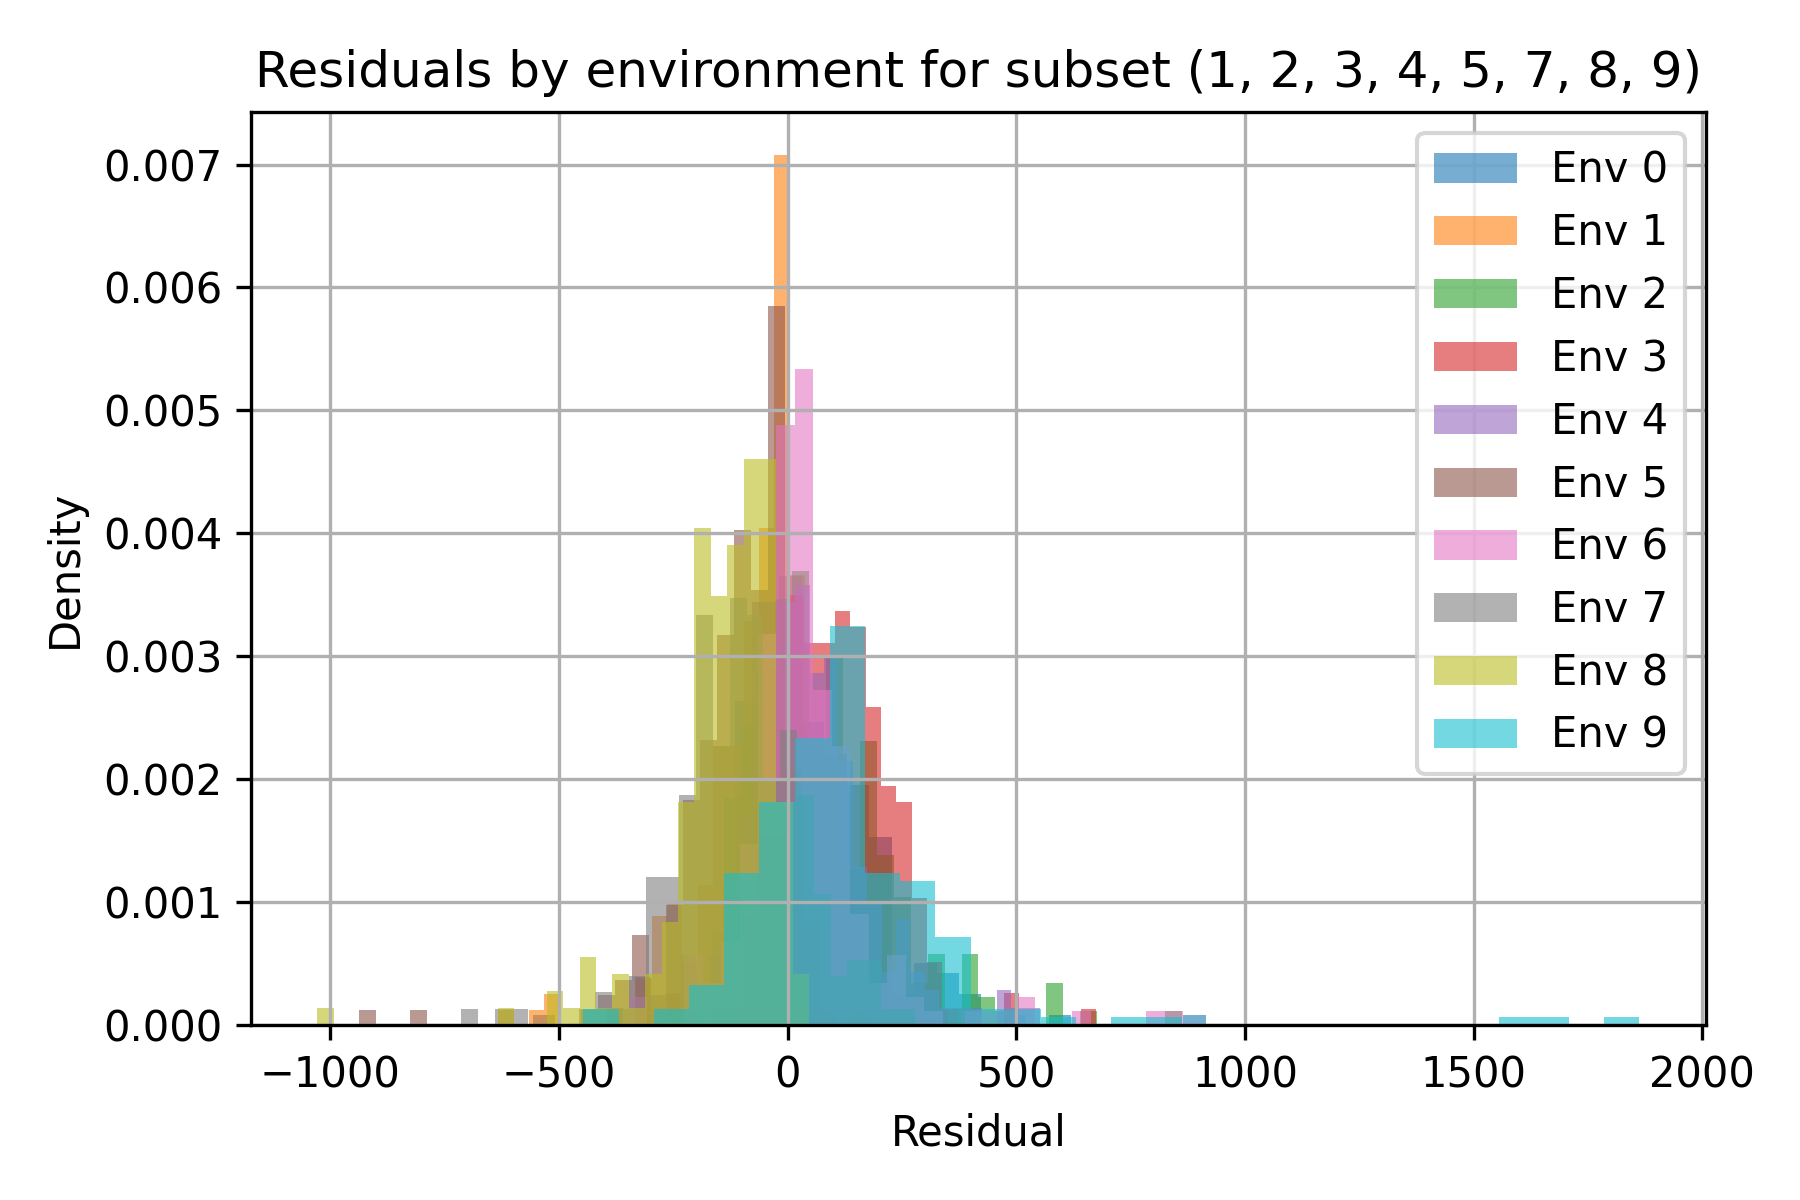 Residuals by environment for subset (1, 2, 3, 4, 5, 7, 8, 9)
Density
0.007
0.006
0.005
0.004
0.003
0.002
0.001
0.000
−1000
−500
0
500
1000
1500
2000
Residual
Env 0
Env 1
Env 2
Env 3
Env 4
Env 5
Env 6
Env 7
Env 8
Env 9